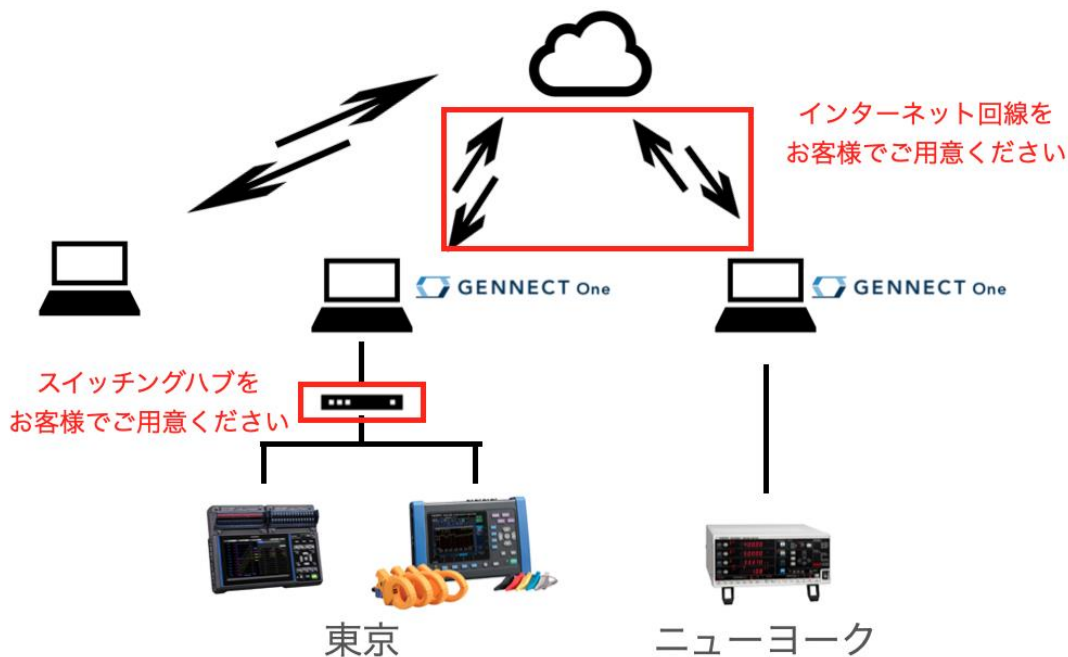 インターネット回線を
お客様でご用意ください
GENNECT One
GENNECT One
スイッチングハブを
お客様でご用意ください
東京
ニューヨーク